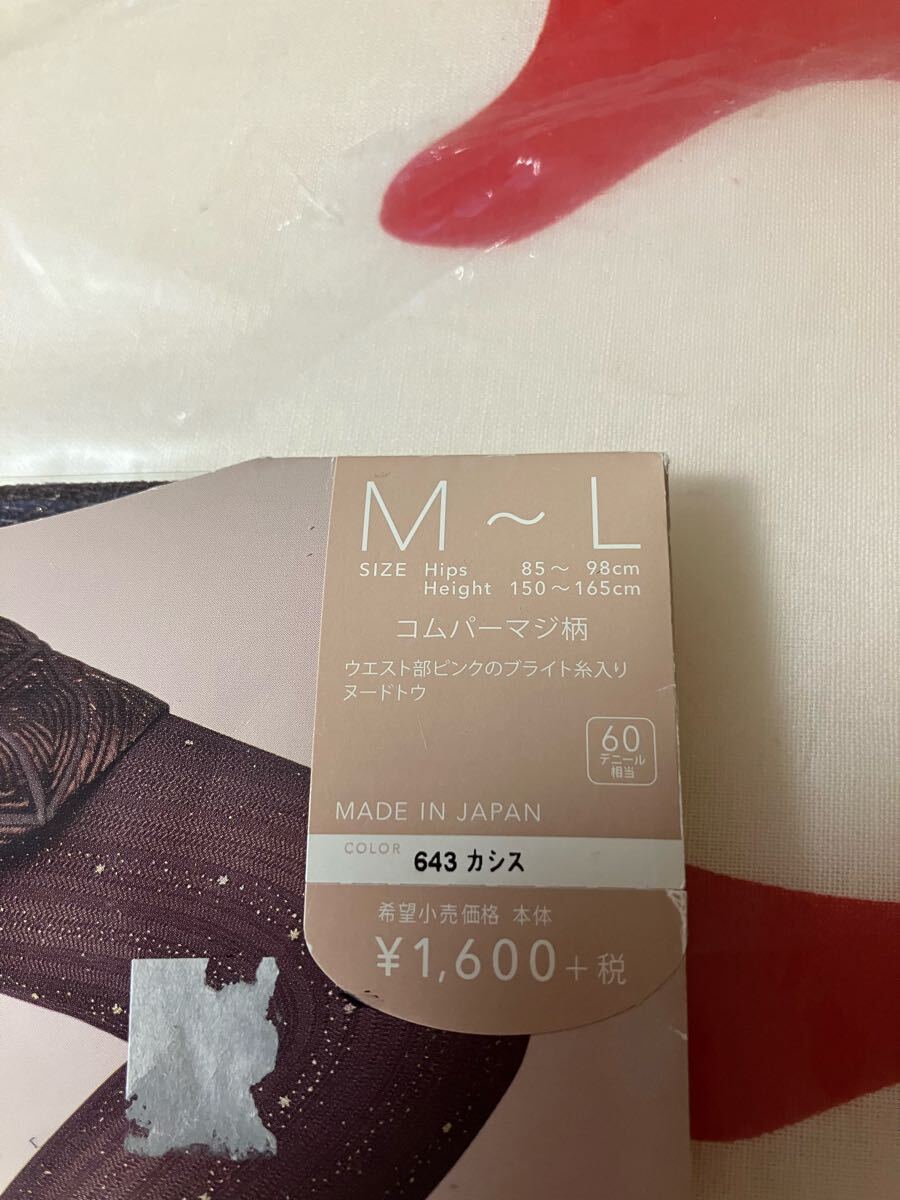 M～L
SIZE Hips 85～ 98cm
Height 150～165cm
コムパーマジ柄
ウエスト部ピンクのブライト糸入り
ヌードトウ
60
デニール
相当
MADE IN JAPAN
COLOR 643 カシス
希望小売価格 本体
¥1,600+税